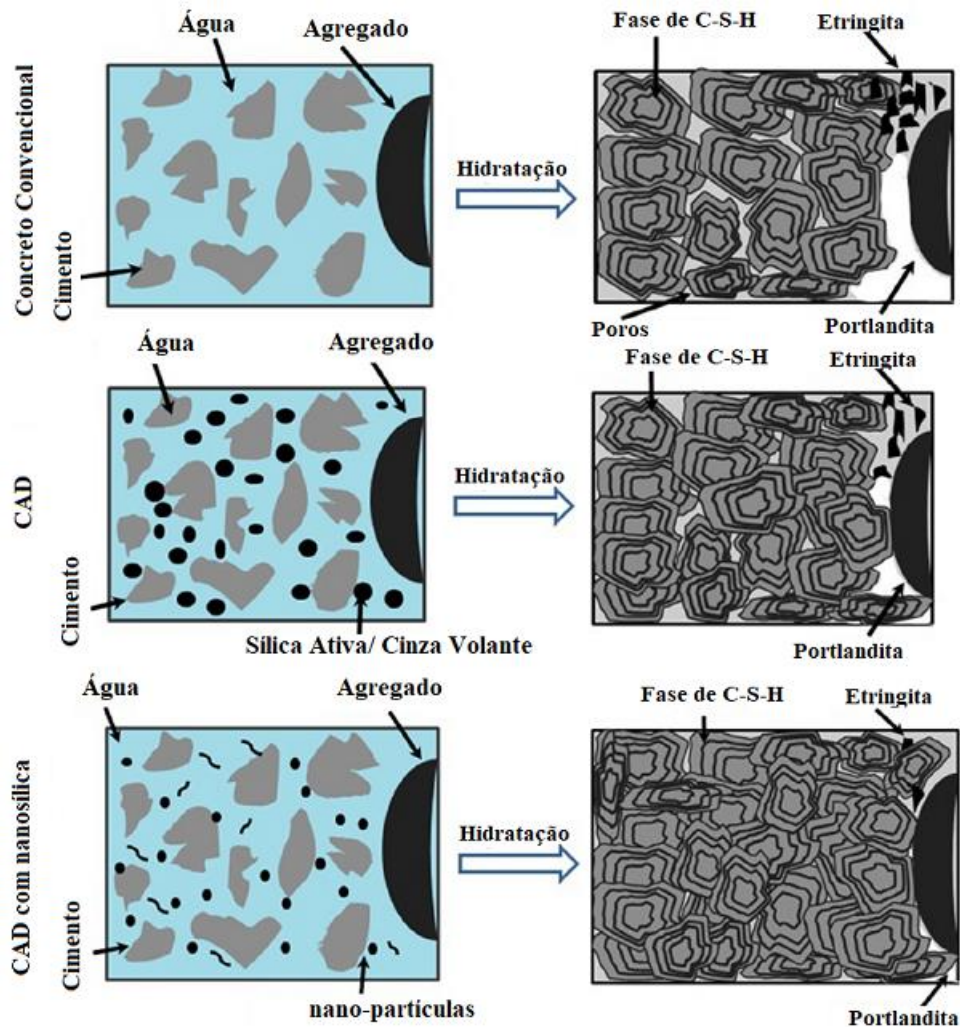 Concreto Convencional
Água
Agregado
Cimento
Hidratação
Fase de C-S-H
Etringita
Poros
Portlandita
CAD
Água
Agregado
Cimento
Sílica Ativa/ Cinza Volante
Hidratação
Fase de C-S-H
Etringita
Portlandita
CAD com nanosílica
Água
Agregado
Cimento
nano-partículas
Hidratação
Fase de C-S-H
Etringita
Portlandita